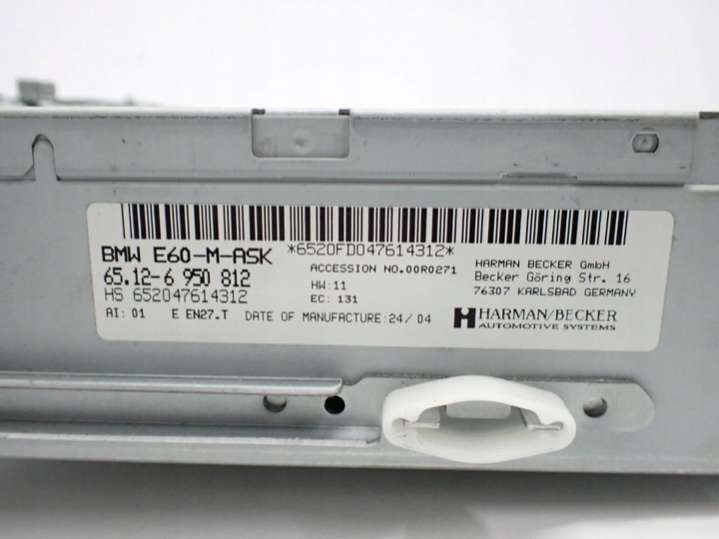 *6520FD047614312*
BMW E60-M-ASK
65.12-6 950 812
HS 652047614312
AI: 01 E EN27.T DATE OF MANUFACTURE:24/04
ACCESSION NO.00R0271
HW:11
EC: 131
HARMAN BECKER GmbH
Becker Göring Str. 16
76307 KARLSBAD GERMANY
HARMAN/BECKER
AUTOMOTIVE SYSTEMS